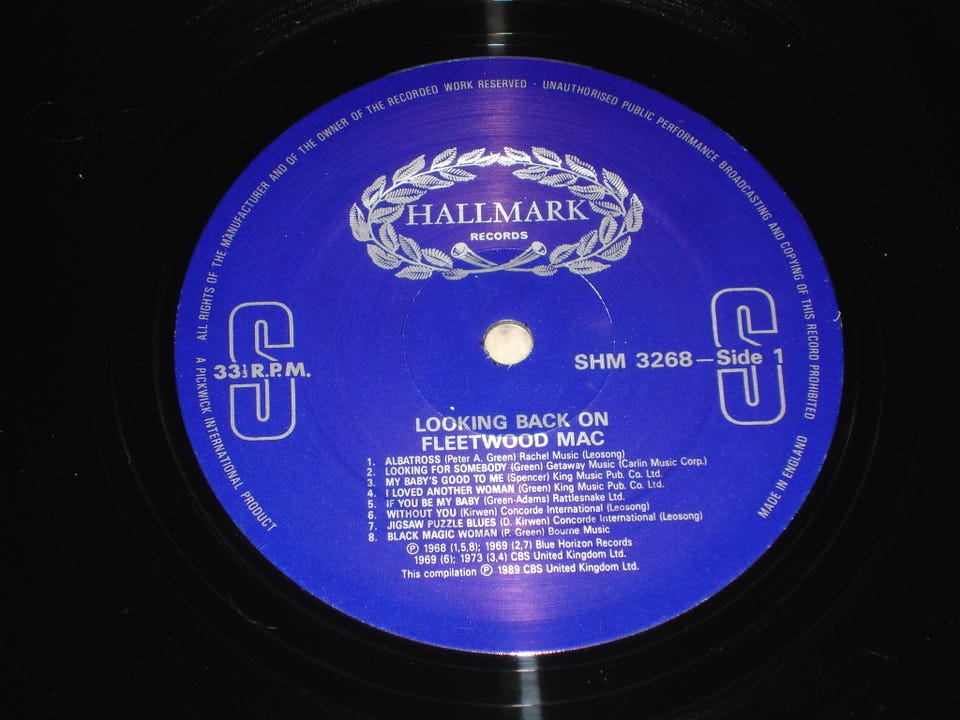 ALL RIGHTS OF THE MANUFACTURER AND OF THE OWNER OF THE RECORDED WORK RESERVED · UNAUTHORISED PUBLIC PERFORMANCE BROADCASTING AND COPYING OF THIS RECORD PROHIBITED
HALLMARK
RECORDS
S
S
33⅓ R.P.M.
SHM 3268—Side 1
LOOKING BACK ON
FLEETWOOD MAC
1. ALBATROSS (Peter A. Green) Rachel Music (Leosong)
2. LOOKING FOR SOMEBODY (Green) Getaway Music (Carlin Music Corp.)
3. MY BABY'S GOOD TO ME (Spencer) King Music Pub. Co. Ltd.
4. I LOVED ANOTHER WOMAN (Green) King Music Pub. Co. Ltd.
5. IF YOU BE MY BABY (Green-Adams) Rattlesnake Ltd.
6. WITHOUT YOU (Kirwen) Concorde International (Leosong)
7. JIGSAW PUZZLE BLUES (D. Kirwen) Concorde International (Leosong)
8. BLACK MAGIC WOMAN (P. Green) Bourne Music
Ⓟ 1968 (1,5,8); 1969 (2,7) Blue Horizon Records
1969 (6); 1973 (3,4) CBS United Kingdom Ltd.
This compilation Ⓟ 1989 CBS United Kingdom Ltd.
A PICKWICK INTERNATIONAL PRODUCT
MADE IN ENGLAND